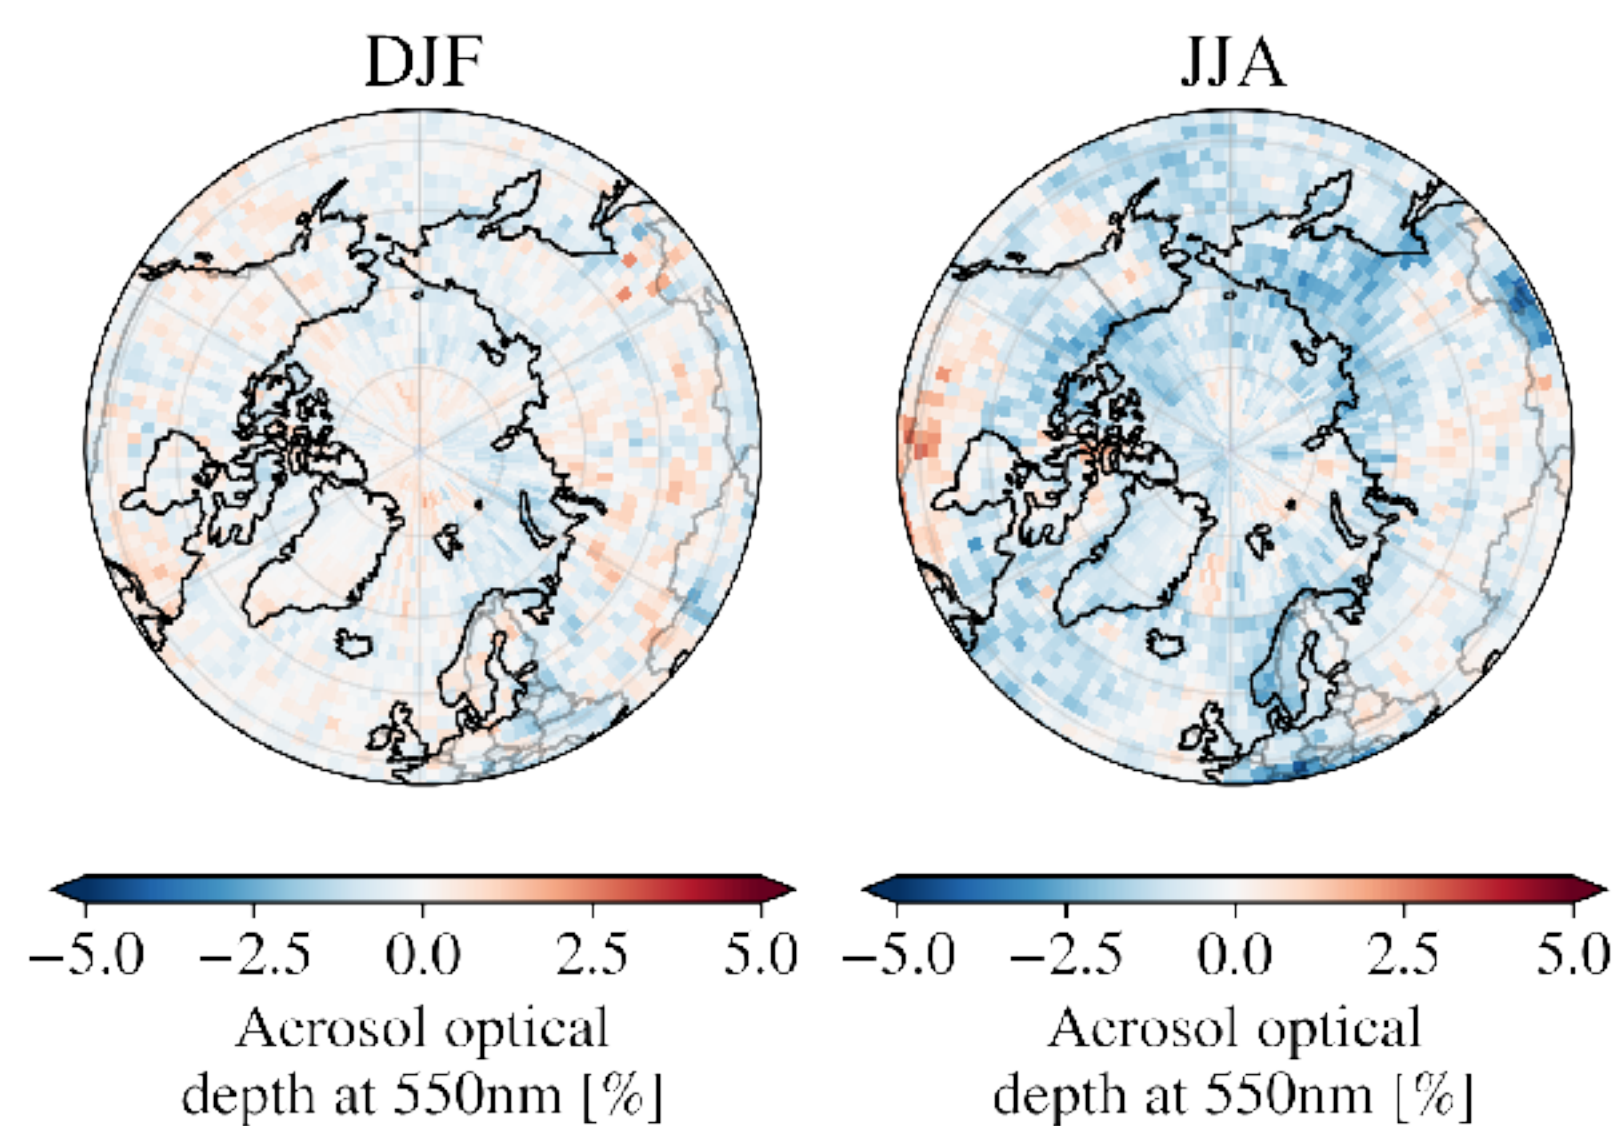 DJF JJA
−5.0 −2.5 0.0 2.5 5.0 −5.0 −2.5 0.0 2.5 5.0
Aerosol optical Aerosol optical
depth at 550nm [%] depth at 550nm [%]